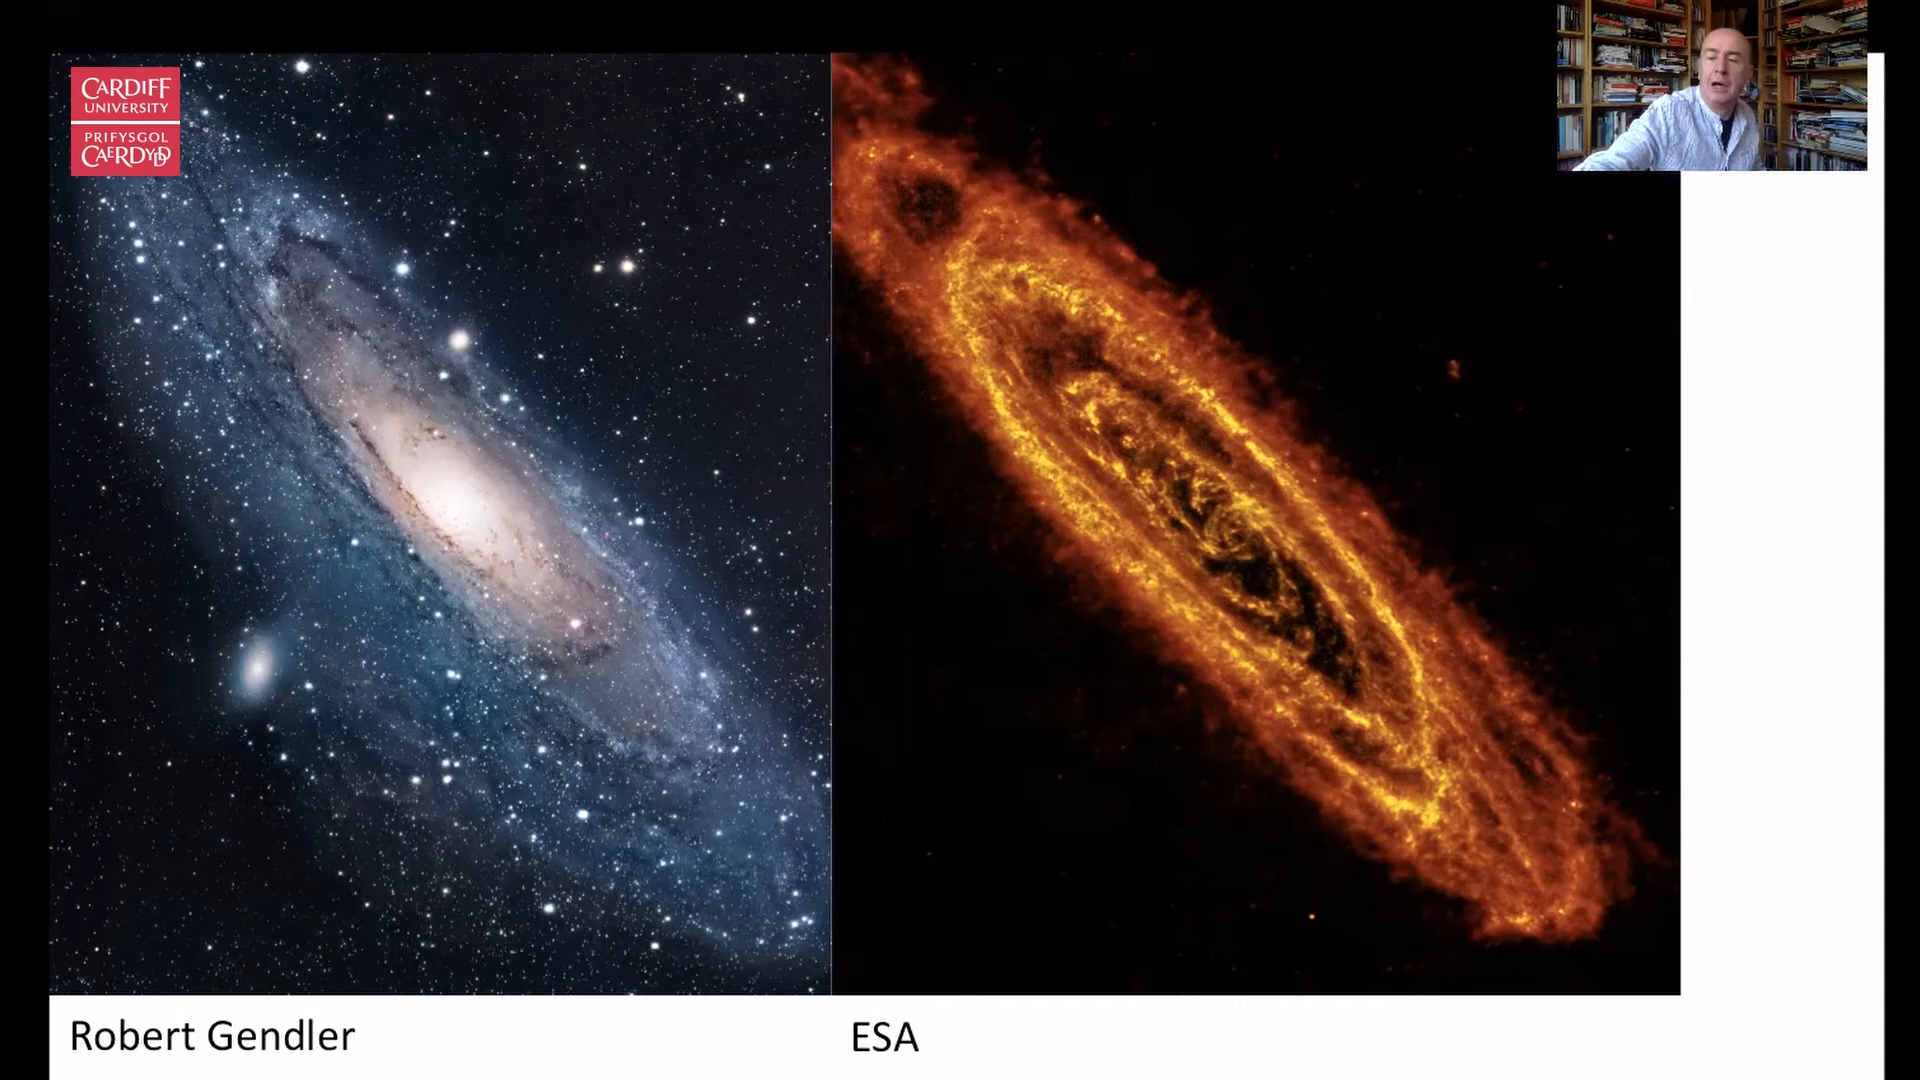 CARDIFF
UNIVERSITY
PRIFYSGOL
CAERDYDD
Robert Gendler
ESA